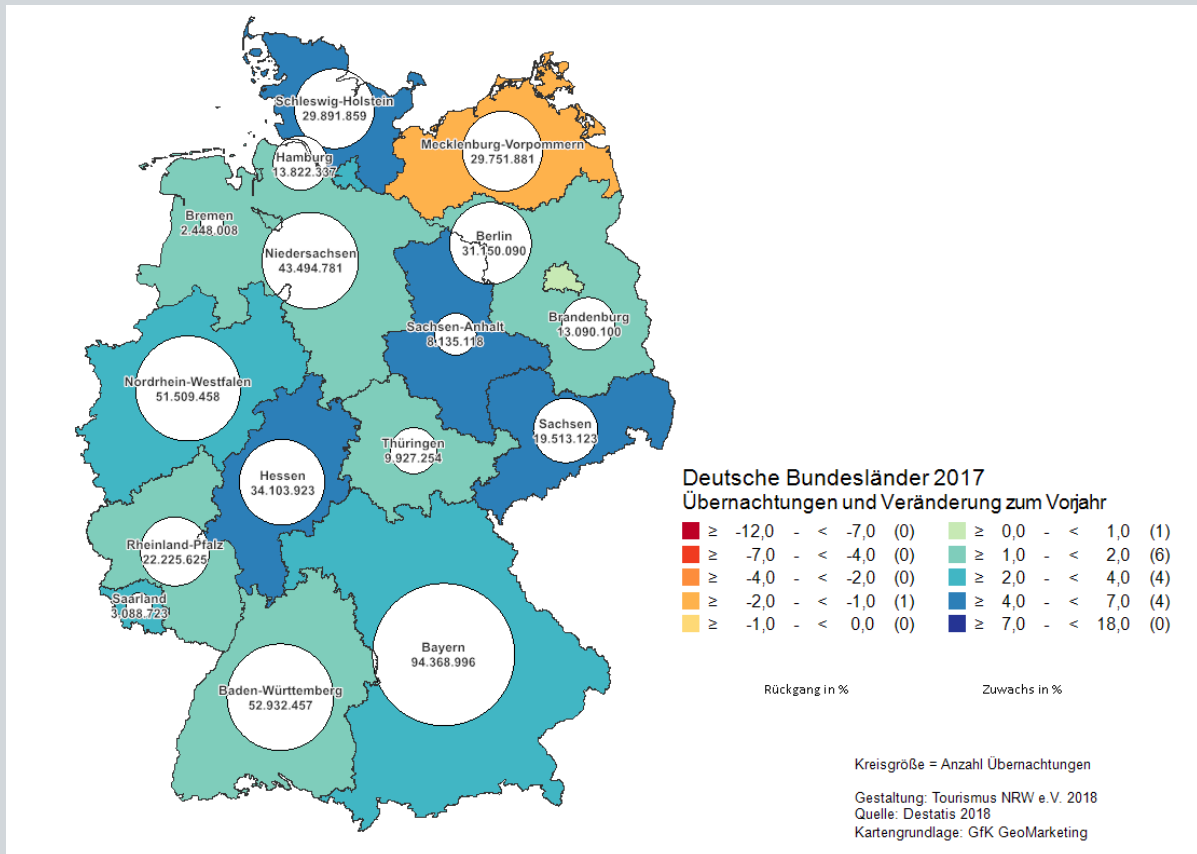 Schleswig-Holstein
29.891.859
Mecklenburg-Vorpommern
29.751.881
Hamburg
13.822.337
Bremen
2.448.008
Berlin
31.150.090
Niedersachsen
43.494.781
Brandenburg
13.090.100
Sachsen-Anhalt
8.135.118
Nordrhein-Westfalen
51.509.458
Sachsen
19.513.123
Thüringen
9.927.254
Hessen
34.103.923
Rheinland-Pfalz
22.225.625
Saarland
3.088.723
Bayern
94.368.996
Baden-Württemberg
52.932.457
Deutsche Bundesländer 2017
Übernachtungen und Veränderung zum Vorjahr
≥ -12,0 - < -7,0 (0) ≥ 0,0 - < 1,0 (1)
≥ -7,0 - < -4,0 (0) ≥ 1,0 - < 2,0 (6)
≥ -4,0 - < -2,0 (0) ≥ 2,0 - < 4,0 (4)
≥ -2,0 - < -1,0 (1) ≥ 4,0 - < 7,0 (4)
≥ -1,0 - < 0,0 (0) ≥ 7,0 - < 18,0 (0)
Rückgang in % Zuwachs in %
Kreisgröße = Anzahl Übernachtungen
Gestaltung: Tourismus NRW e.V. 2018
Quelle: Destatis 2018
Kartengrundlage: GfK GeoMarketing